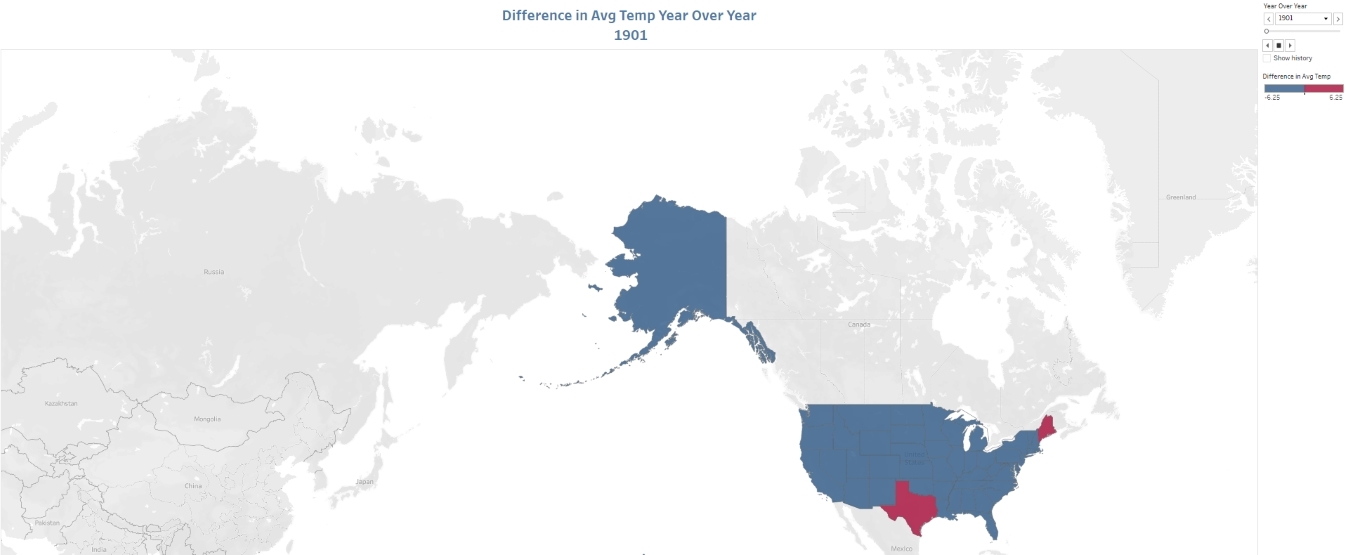 Difference in Avg Temp Year Over Year
1901
Year Over Year
1901
Show history
Difference in Avg Temp
-6.25 6.25
Greenland
Russia
Canada
Kazakhstan
Mongolia
United
States
China
Japan
Pakistan
India
Mexico